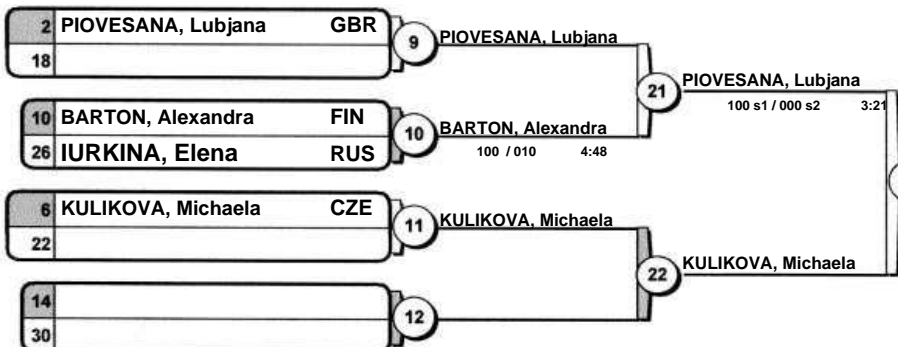 2 PIOVESANA, Lubjana GBR
18
9
PIOVESANA, Lubjana
10 BARTON, Alexandra FIN
26 IURKINA, Elena RUS
10
BARTON, Alexandra
100 / 010 4:48
21
PIOVESANA, Lubjana
100 s1 / 000 s2 3:21
6 KULIKOVA, Michaela CZE
22
11
KULIKOVA, Michaela
14
30
12
22
KULIKOVA, Michaela